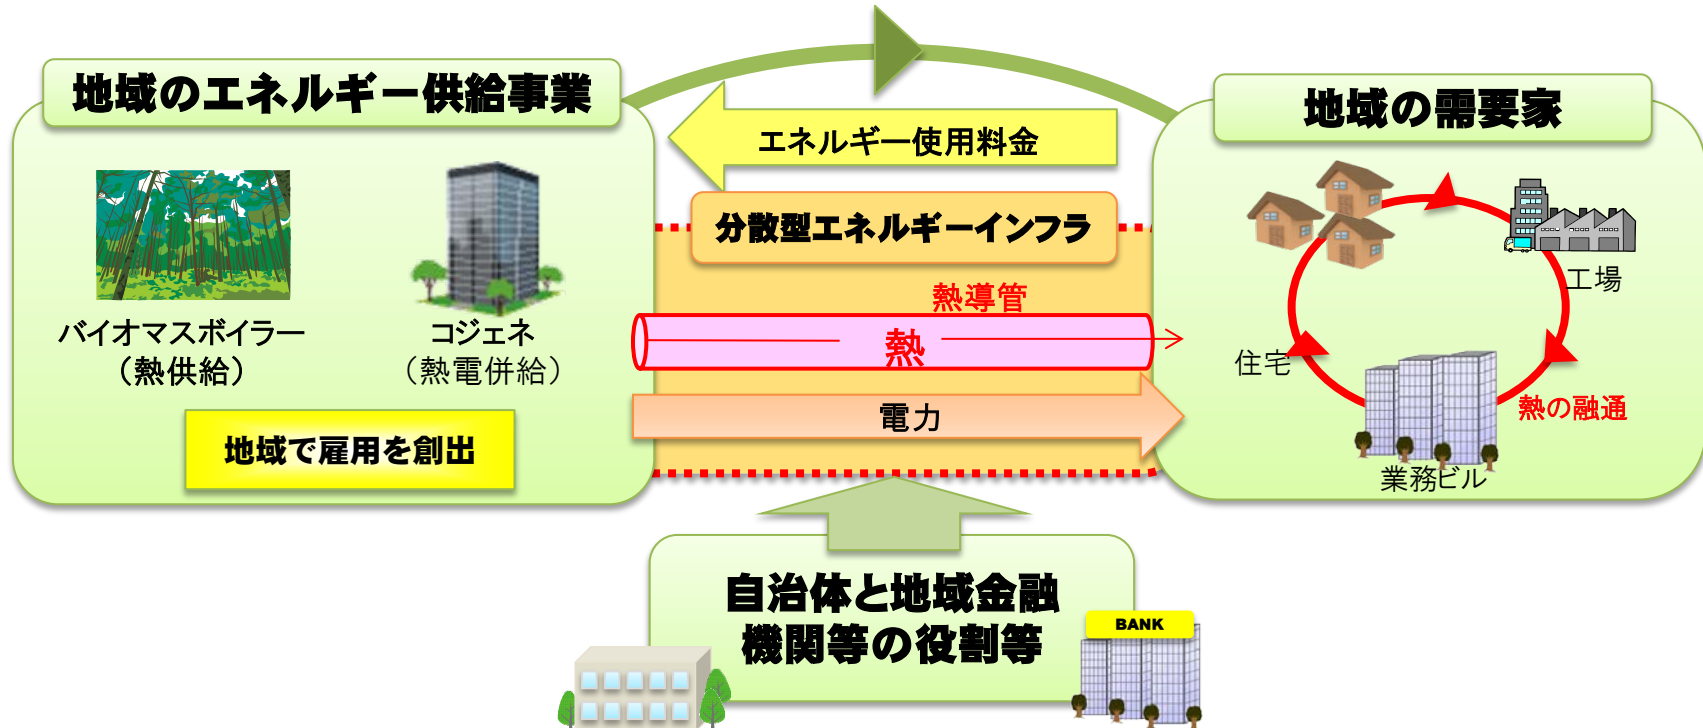 地域のエネルギー供給事業
バイオマスボイラー
（熱供給）
コジェネ
（熱電併給）
地域で雇用を創出
エネルギー使用料金
分散型エネルギーインフラ
熱導管
熱
電力
地域の需要家
工場
住宅
熱の融通
業務ビル
自治体と地域金融
機関等の役割等
BANK